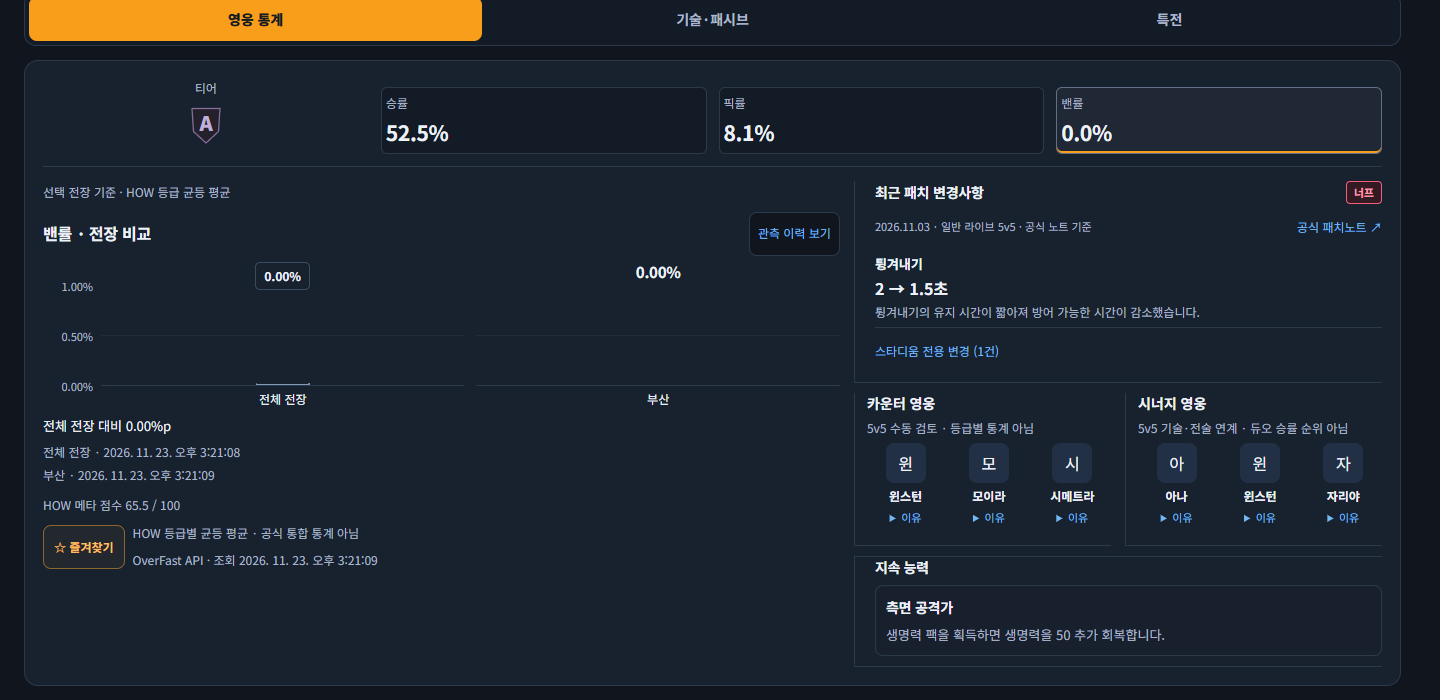 영웅 통계
기술·패시브
특전
티어
A
승률
52.5%
픽률
8.1%
밴률
0.0%
선택 전장 기준 · HOW 등급 균등 평균
밴률 · 전장 비교
관측 이력 보기
1.00%
0.50%
0.00%
0.00%
0.00%
전체 전장
부산
전체 전장 대비 0.00%p
전체 전장 · 2026. 11. 23. 오후 3:21:08
부산 · 2026. 11. 23. 오후 3:21:09
HOW 메타 점수 65.5 / 100
☆ 즐겨찾기
HOW 등급별 균등 평균 · 공식 통합 통계 아님
OverFast API · 조회 2026. 11. 23. 오후 3:21:09
최근 패치 변경사항
너프
2026.11.03 · 일반 라이브 5v5 · 공식 노트 기준
공식 패치노트 ↗
튕겨내기
2 → 1.5초
튕겨내기의 유지 시간이 짧아져 방어 가능한 시간이 감소했습니다.
스타디움 전용 변경 (1건)
카운터 영웅
5v5 수동 검토 · 등급별 통계 아님
윈
모
시
윈스턴
모이라
시메트라
▶ 이유
▶ 이유
▶ 이유
시너지 영웅
5v5 기술·전술 연계 · 듀오 승률 순위 아님
아
윈
자
아나
윈스턴
자리야
▶ 이유
▶ 이유
▶ 이유
지속 능력
측면 공격가
생명력 팩을 획득하면 생명력을 50 추가 회복합니다.